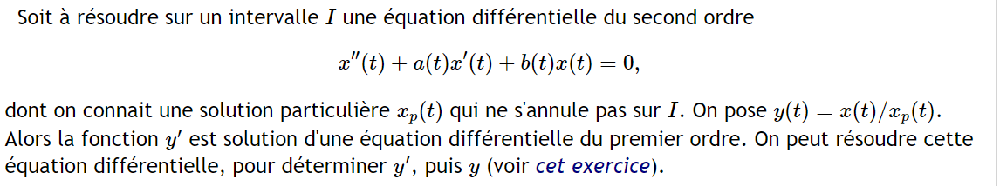 Soit à résoudre sur un intervalle I une équation différentielle du second ordre
x″(t) + a(t)x′(t) + b(t)x(t) = 0,
dont on connait une solution particulière xₚ(t) qui ne s'annule pas sur I. On pose y(t) = x(t)/xₚ(t).
Alors la fonction y′ est solution d'une équation différentielle du premier ordre. On peut résoudre cette
équation différentielle, pour déterminer y′, puis y (voir cet exercice).